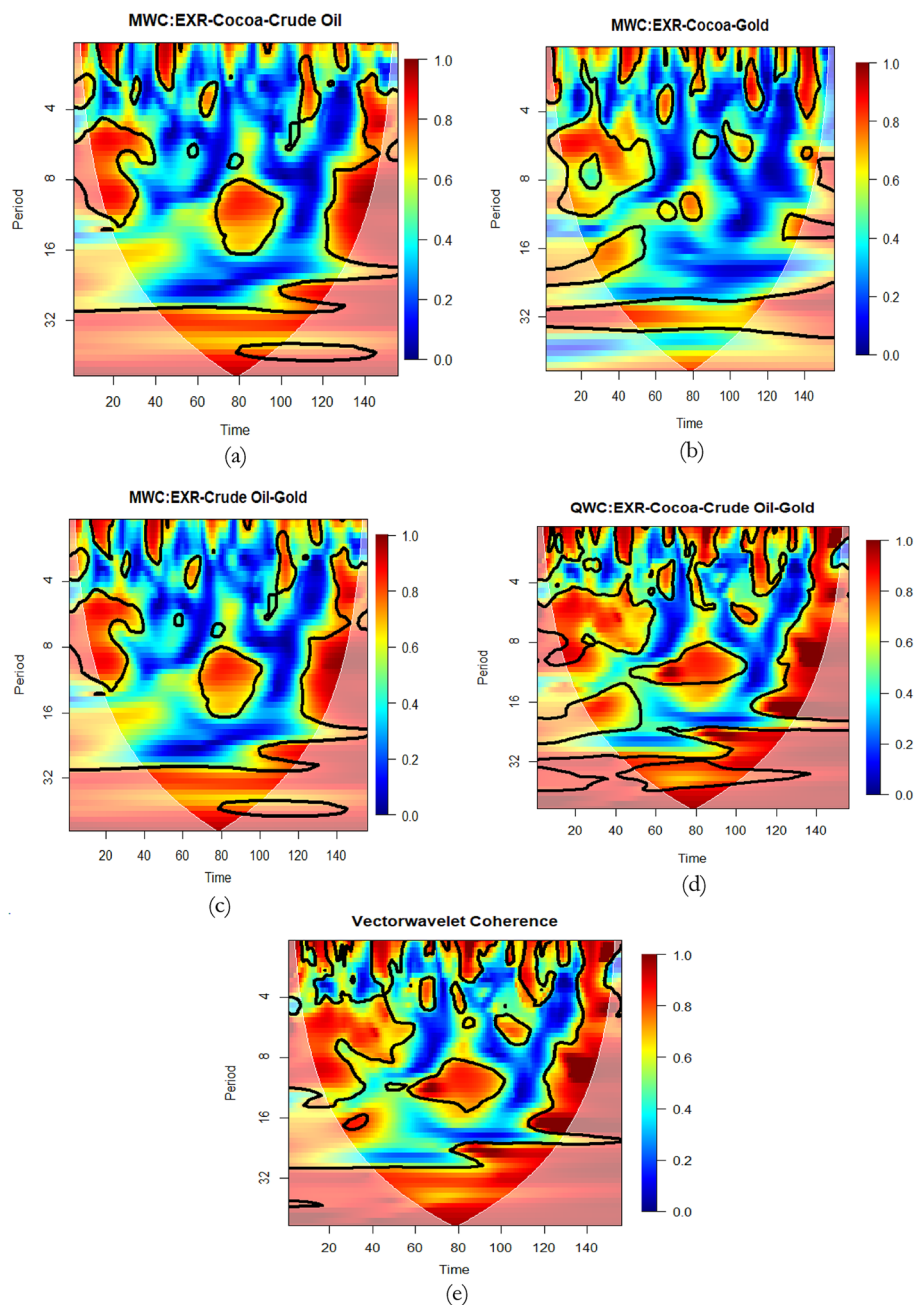 MWC:EXR-Cocoa-Crude Oil
Period
4
8
16
32
20 40 60 80 100 120 140
Time
1.0
0.8
0.6
0.4
0.2
0.0
(a)
MWC:EXR-Cocoa-Gold
Period
4
8
16
32
20 40 60 80 100 120 140
Time
1.0
0.8
0.6
0.4
0.2
0.0
(b)
MWC:EXR-Crude Oil-Gold
Period
4
8
16
32
20 40 60 80 100 120 140
Time
1.0
0.8
0.6
0.4
0.2
0.0
(c)
QWC:EXR-Cocoa-Crude Oil-Gold
Period
4
8
16
32
20 40 60 80 100 120 140
Time
1.0
0.8
0.6
0.4
0.2
0.0
(d)
Vectorwavelet Coherence
Period
4
8
16
32
20 40 60 80 100 120 140
Time
1.0
0.8
0.6
0.4
0.2
0.0
(e)